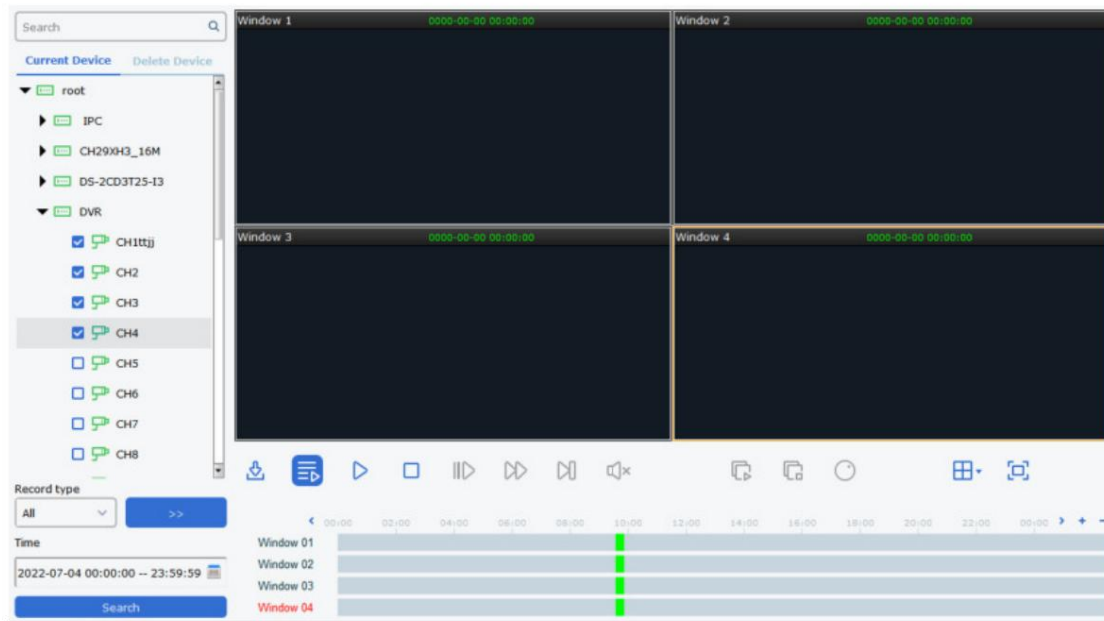 Search
Current Device Delete Device
root
IPC
CH29XH3_16M
DS-2CD3T25-I3
DVR
CH1ttjj
CH2
CH3
CH4
CH5
CH6
CH7
CH8
Record type
All >>
Time
2022-07-04 00:00:00 -- 23:59:59
Search
Window 1 0000-00-00 00:00:00
Window 2 0000-00-00 00:00:00
Window 3 0000-00-00 00:00:00
Window 4 0000-00-00 00:00:00
00:00 02:00 04:00 06:00 08:00 10:00 12:00 14:00 16:00 18:00 20:00 22:00 00:00
Window 01
Window 02
Window 03
Window 04